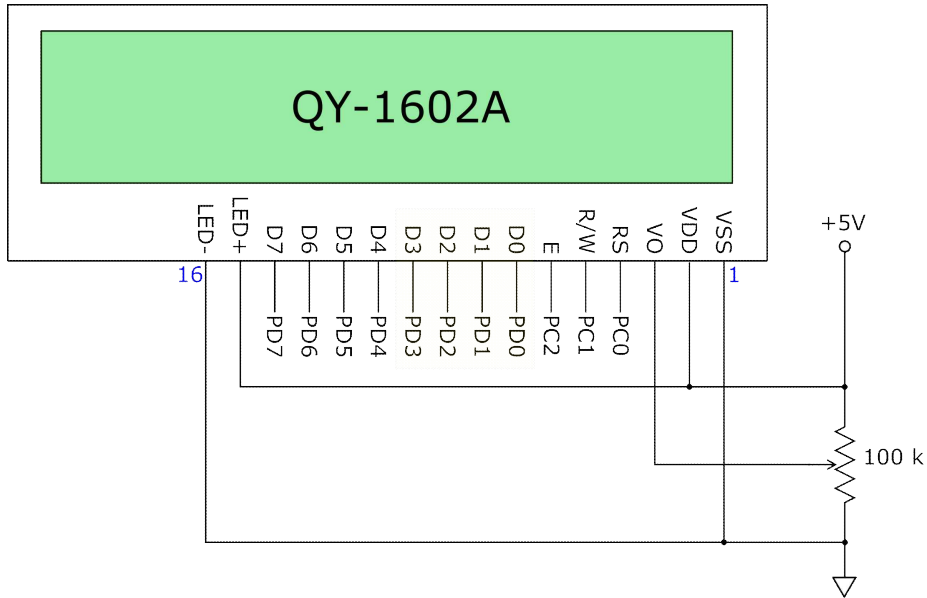 QY-1602A
LED-
LED+
D7
D6
D5
D4
D3
D2
D1
D0
E
R/W
RS
VO
VDD
VSS
16
1
+5V
PD7
PD6
PD5
PD4
PD3
PD2
PD1
PD0
PC2
PC1
PC0
100 k